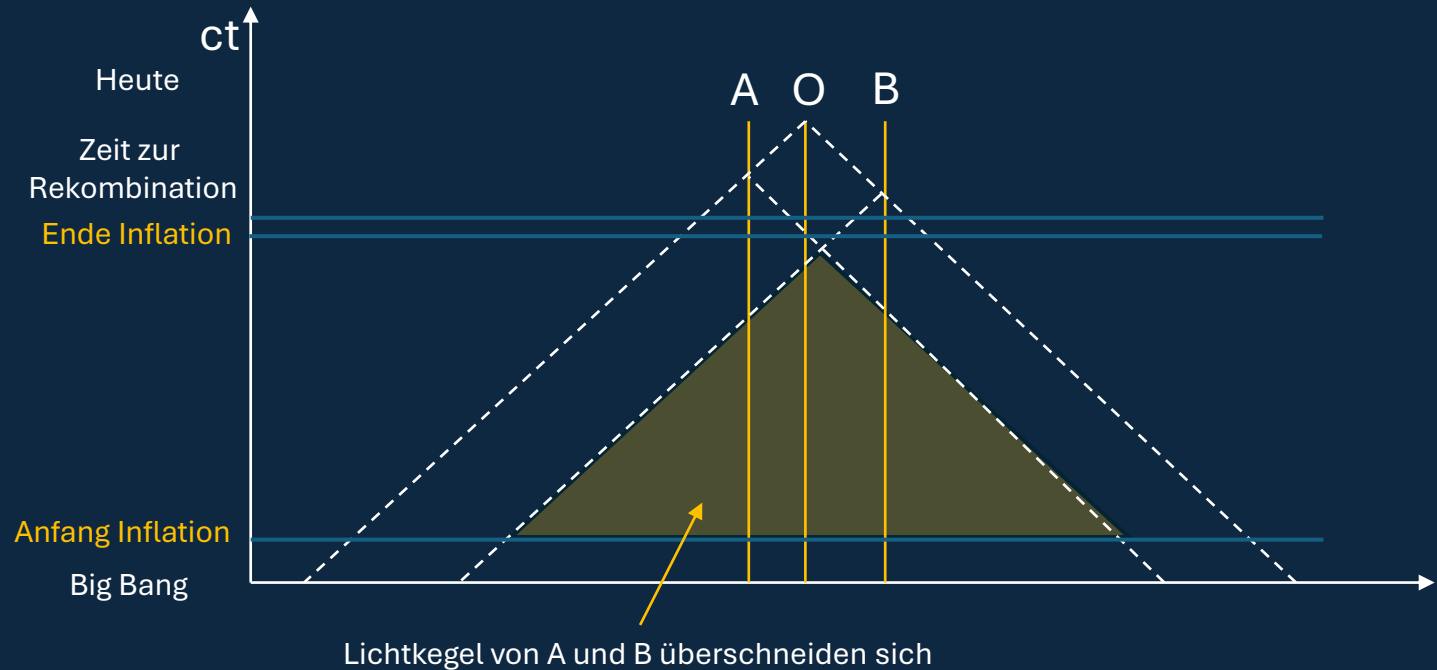 ct
Heute
A O B
Zeit zur
Rekombination
Ende Inflation
Anfang Inflation
Big Bang
Lichtkegel von A und B überschneiden sich